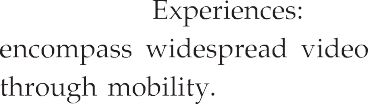 Experiences:
encompass widespread video
through mobility.